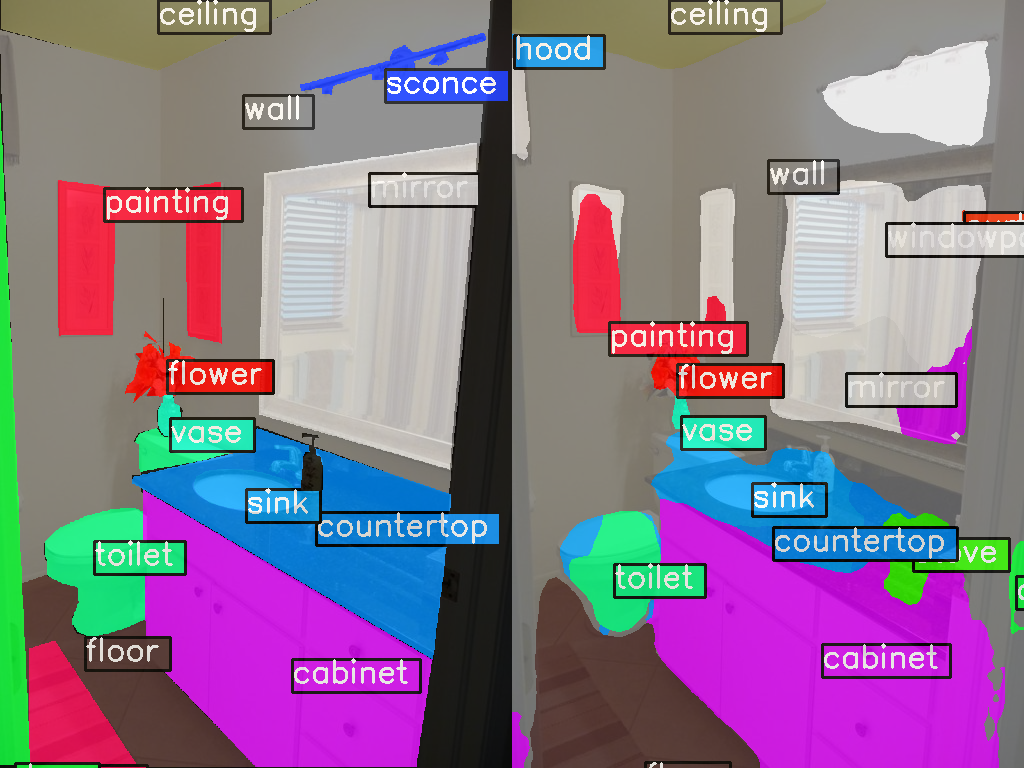 ceiling
sconce
wall
mirror
painting
flower
vase
sink
countertop
toilet
floor
cabinet
ceiling
hood
wall
painting
flower
mirror
vase
sink
countertop
toilet
cabinet